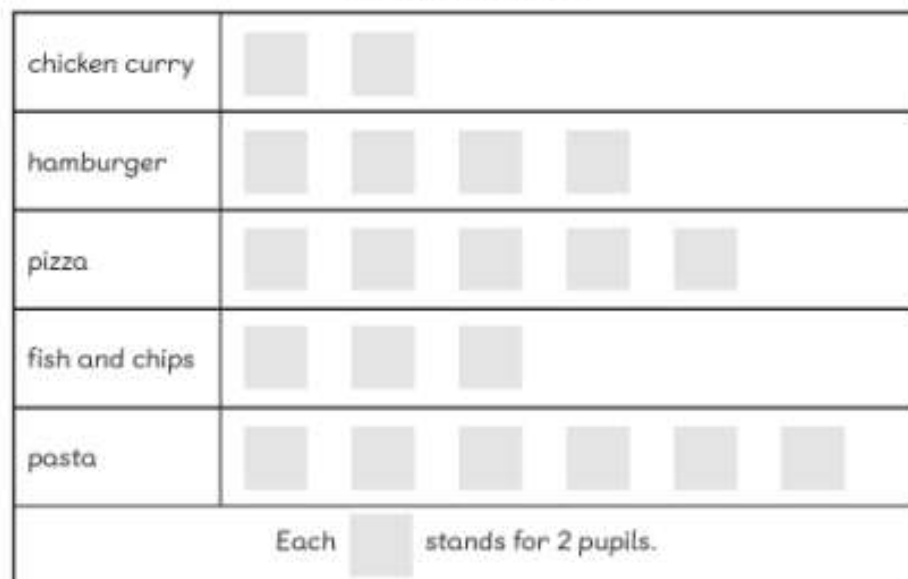 chicken curry
hamburger
pizza
fish and chips
pasta
Each stands for 2 pupils.